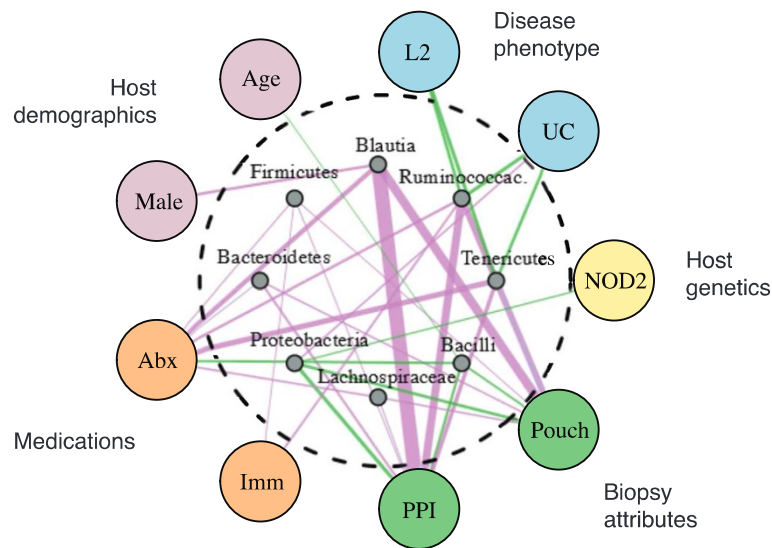 Disease
phenotype
L2
Age
Host
demographics
UC
Blautia
Firmicutes
Ruminococcac.
Male
Bacteroidetes
Tenericutes
NOD2
Host
genetics
Proteobacteria
Bacilli
Abx
Lachnospiraceae
Pouch
Medications
Imm
PPI
Biopsy
attributes